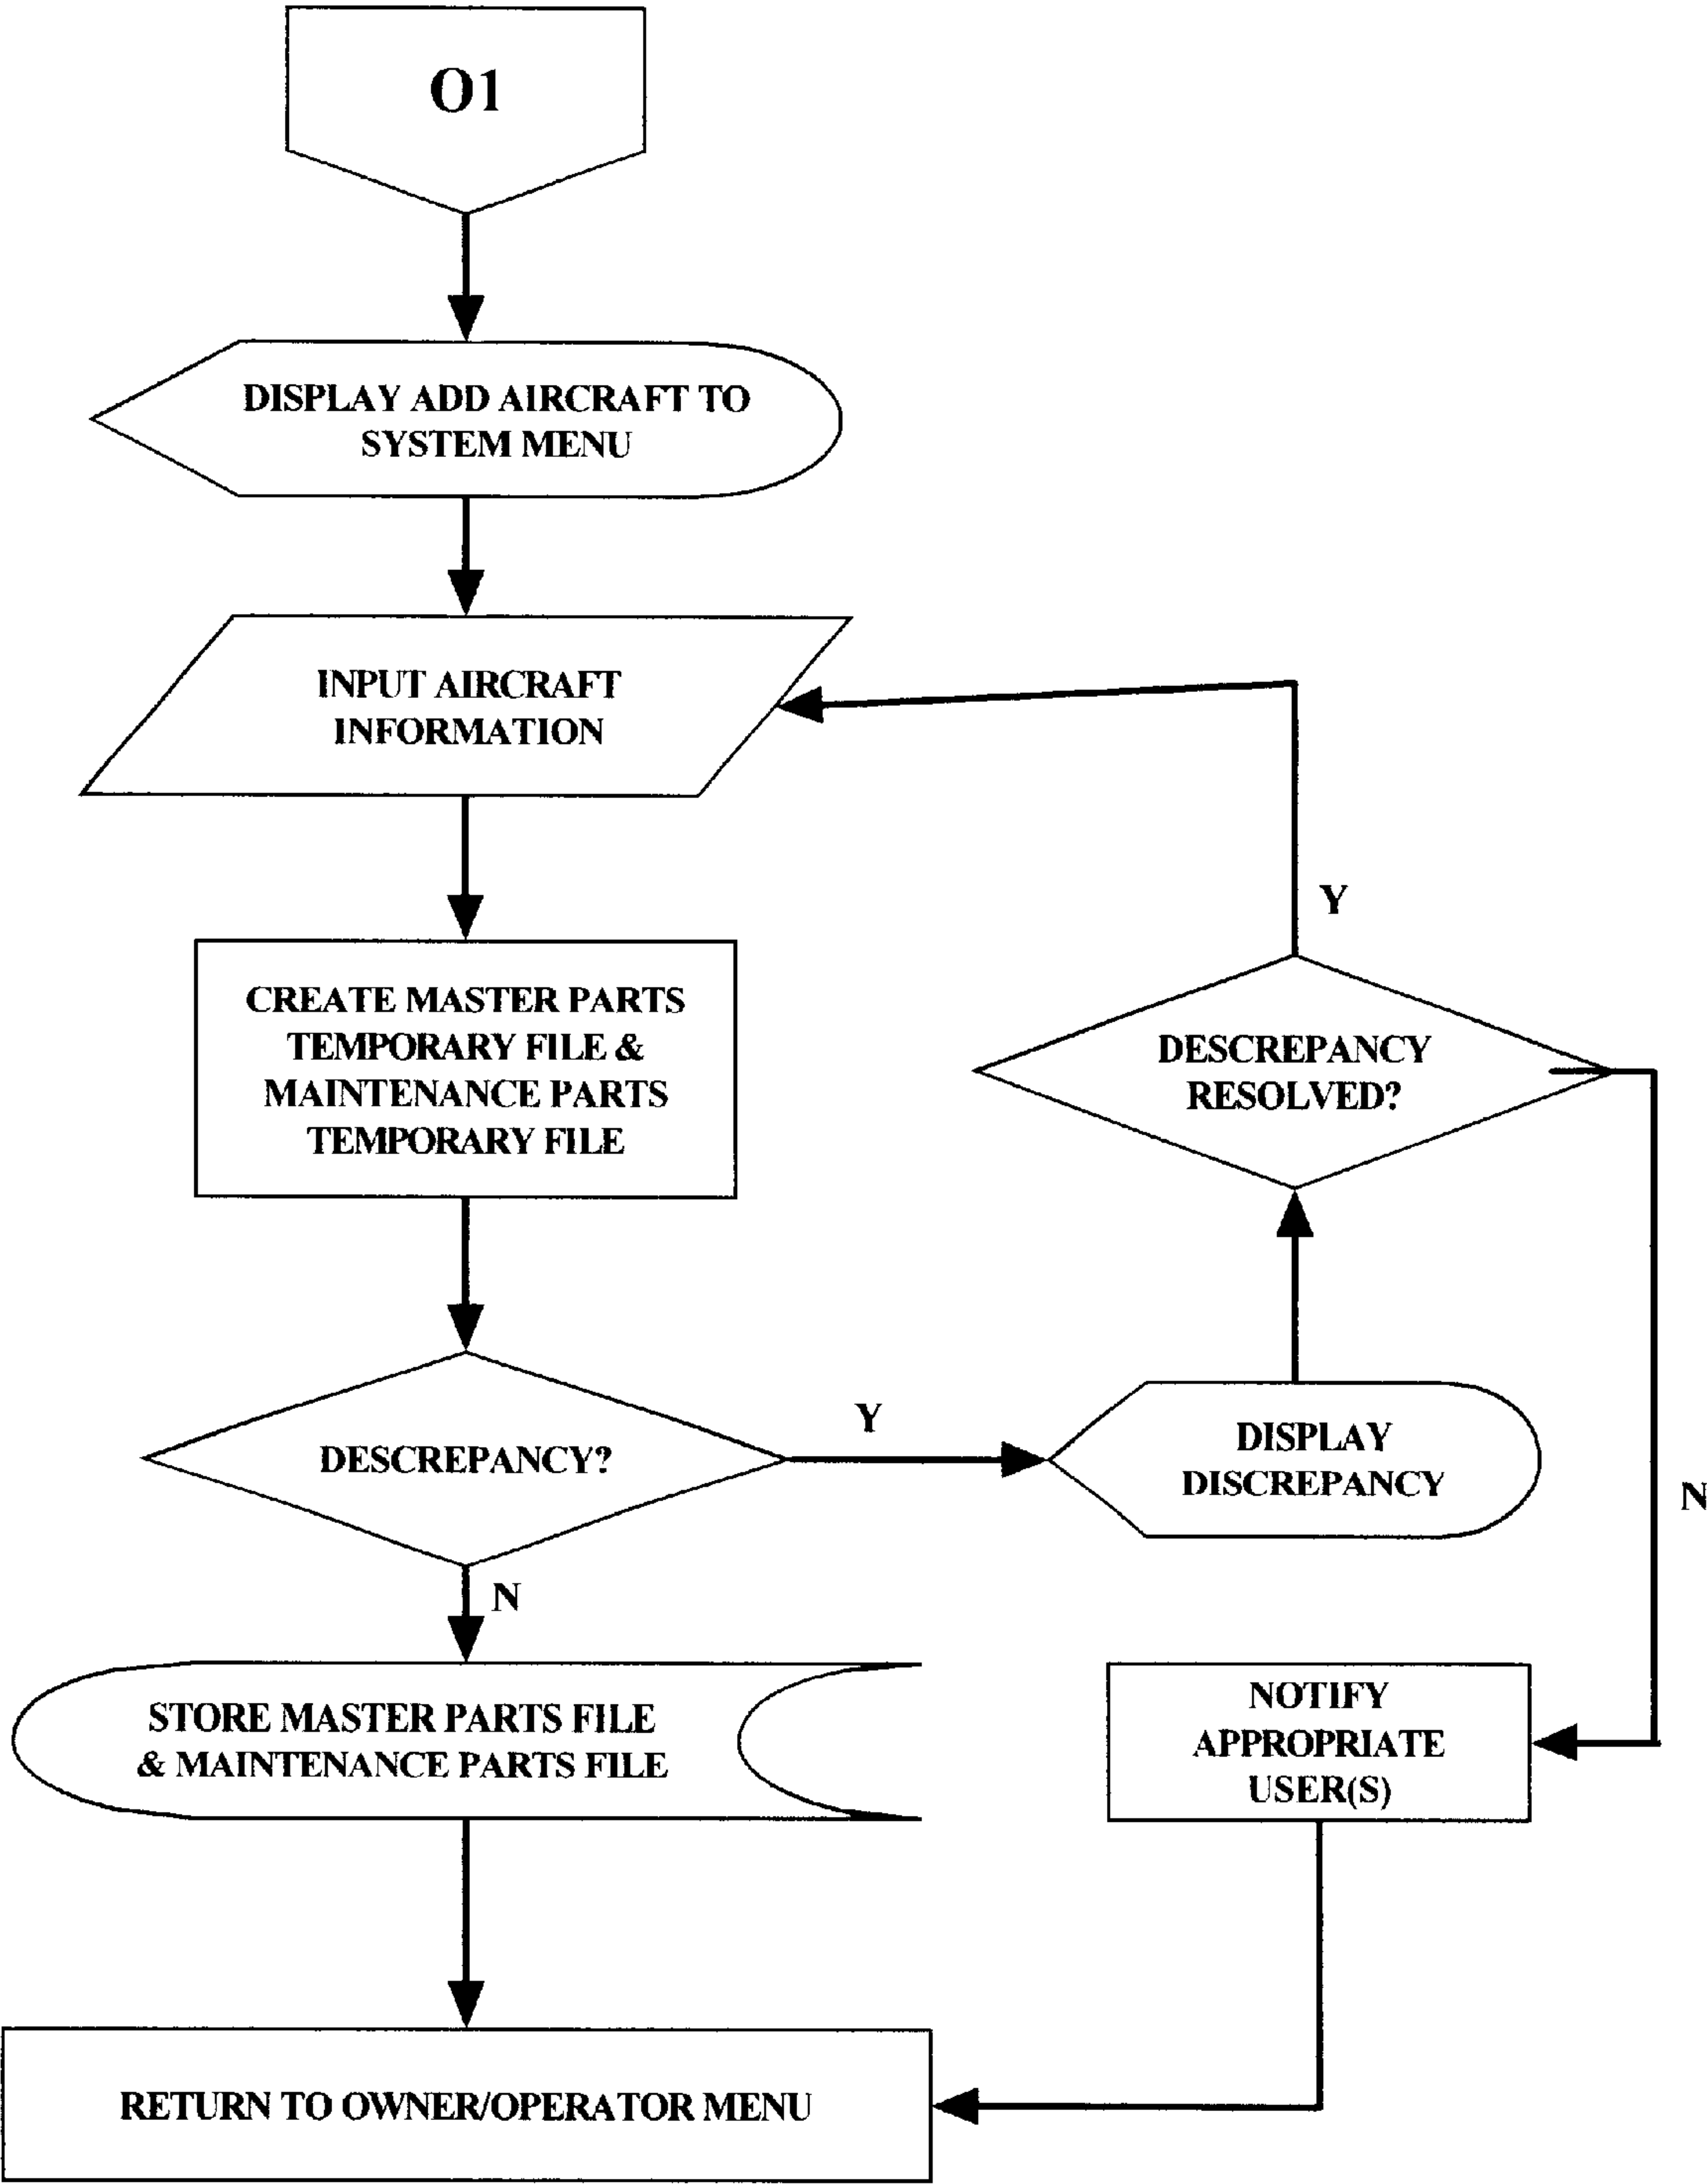 O1
DISPLAY ADD AIRCRAFT TO
SYSTEM MENU
INPUT AIRCRAFT
INFORMATION
CREATE MASTER PARTS
TEMPORARY FILE &
MAINTENANCE PARTS
TEMPORARY FILE
DESCREPANCY?
Y
DISPLAY
DISCREPANCY
DESCREPANCY
RESOLVED?
Y
N
N
STORE MASTER PARTS FILE
& MAINTENANCE PARTS FILE
NOTIFY
APPROPRIATE
USER(S)
RETURN TO OWNER/OPERATOR MENU